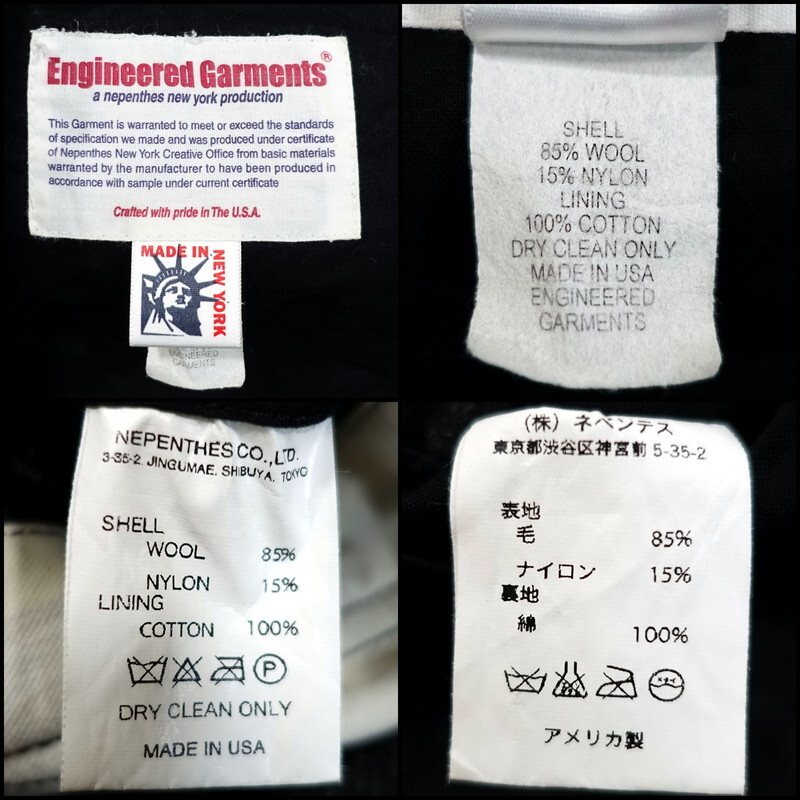 Engineered Garments®
a nepenthes new york production
This Garment is warranted to meet or exceed the standards
of specification we made and was produced under certificate
of Nepenthes New York Creative Office from basic materials
warranted by the manufacturer to have been produced in
accordance with sample under current certificate
Crafted with pride in The U.S.A.
MADE IN
NEW YORK
ENGINEERED
GARMENTS
SHELL
85% WOOL
15% NYLON
LINING
100% COTTON
DRY CLEAN ONLY
MADE IN USA
ENGINEERED
GARMENTS
NEPENTHES CO., LTD.
3-35-2. JINGUMAE. SHIBUYA. TOKYO
SHELL
WOOL 85%
NYLON 15%
LINING
COTTON 100%
P
DRY CLEAN ONLY
MADE IN USA
(株) ネペンテス
東京都渋谷区神宮前 5-35-2
表地
毛 85%
ナイロン 15%
裏地
綿 100%
アメリカ製